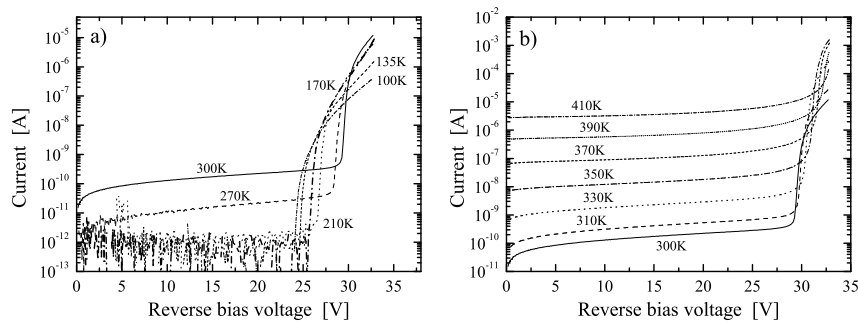 a)
10^-5
10^-6
10^-7
10^-8
10^-9
10^-10
10^-11
10^-12
10^-13
Current [A]
170K
135K
100K
300K
270K
210K
0 5 10 15 20 25 30 35
Reverse bias voltage [V]
b)
10^-2
10^-3
10^-4
10^-5
10^-6
10^-7
10^-8
10^-9
10^-10
10^-11
Current [A]
410K
390K
370K
350K
330K
310K
300K
0 5 10 15 20 25 30 35
Reverse bias voltage [V]